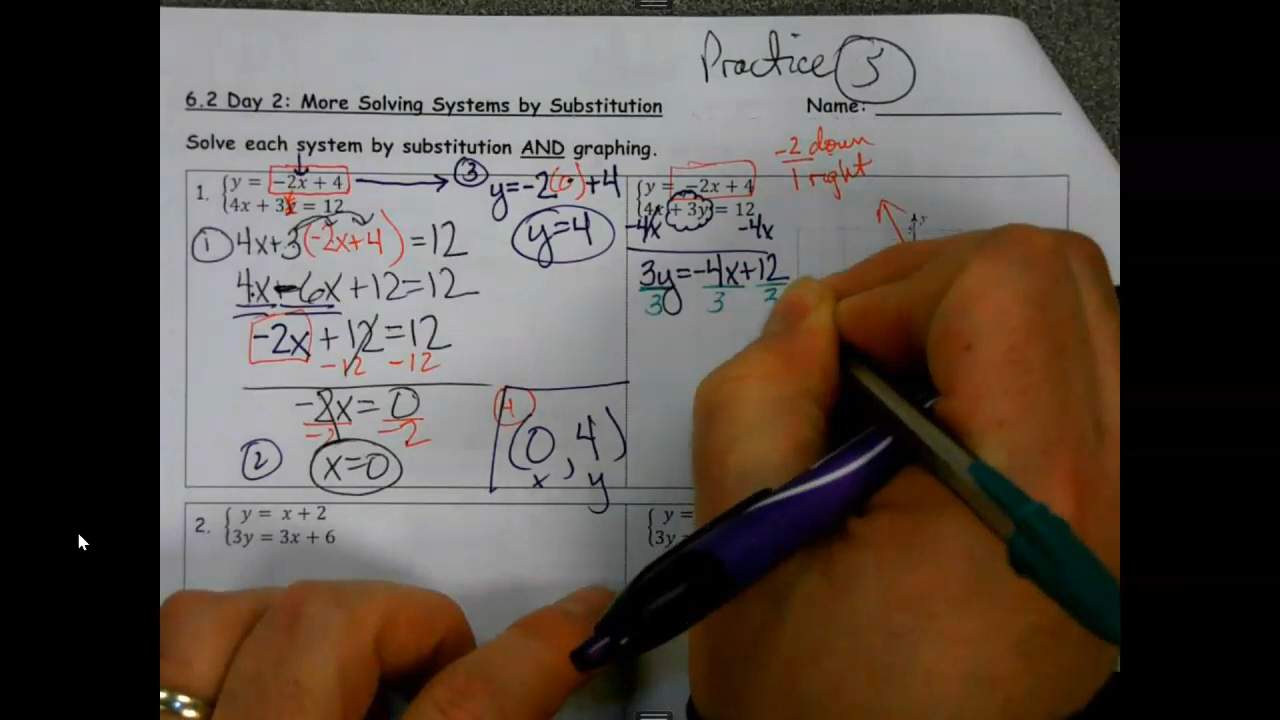 Practice 3
6.2 Day 2: More Solving Systems by Substitution
Name:
Solve each system by substitution AND graphing.
-2 down
1 right
1. {y = -2x + 4
{4x + 3y = 12
③ y=-2(0)+4
y=4
① 4x+3(-2x+4)=12
4x-6x+12=12
-2x+12=12
-12 -12
-2x=0
-2 -2
② x=0
4
(0,4)
x y
{y = -2x + 4
{4x + 3y = 12
-4x -4x
3y=-4x+12
3 3 3
y
2. {y = x + 2
{3y = 3x + 6
{y =
{3y